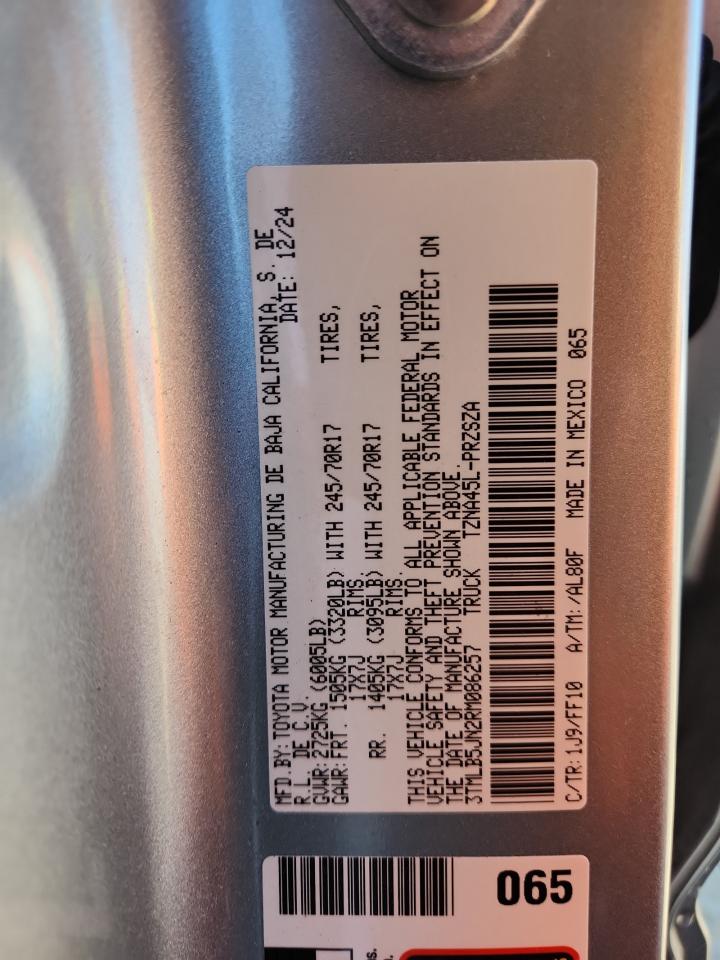 MFD.BY:TOYOTA MOTOR MANUFACTURING DE BAJA CALIFORNIA, S. DE
R.L. DE C.V. DATE: 12/24
GVWR:2725KG (6005LB)
GAWR:FRT. 1505KG (3320LB) WITH 245/70R17 TIRES,
17X7J RIMS
RR. 1405KG (3095LB) WITH 245/70R17 TIRES,
17X7J RIMS
THIS VEHICLE CONFORMS TO ALL APPLICABLE FEDERAL MOTOR
VEHICLE SAFETY AND THEFT PREVENTION STANDARDS IN EFFECT ON
THE DATE OF MANUFACTURE SHOWN ABOVE.
3TMLB5JN2RM086257 TRUCK TZNA45L-PRZSZA
C/TR:1J9/FF10 A/TM:/AL80F MADE IN MEXICO 065
065